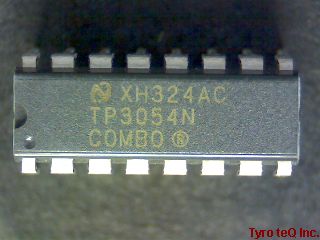 XH324AC
TP3054N
COMBO ®
Tyro teQ Inc.